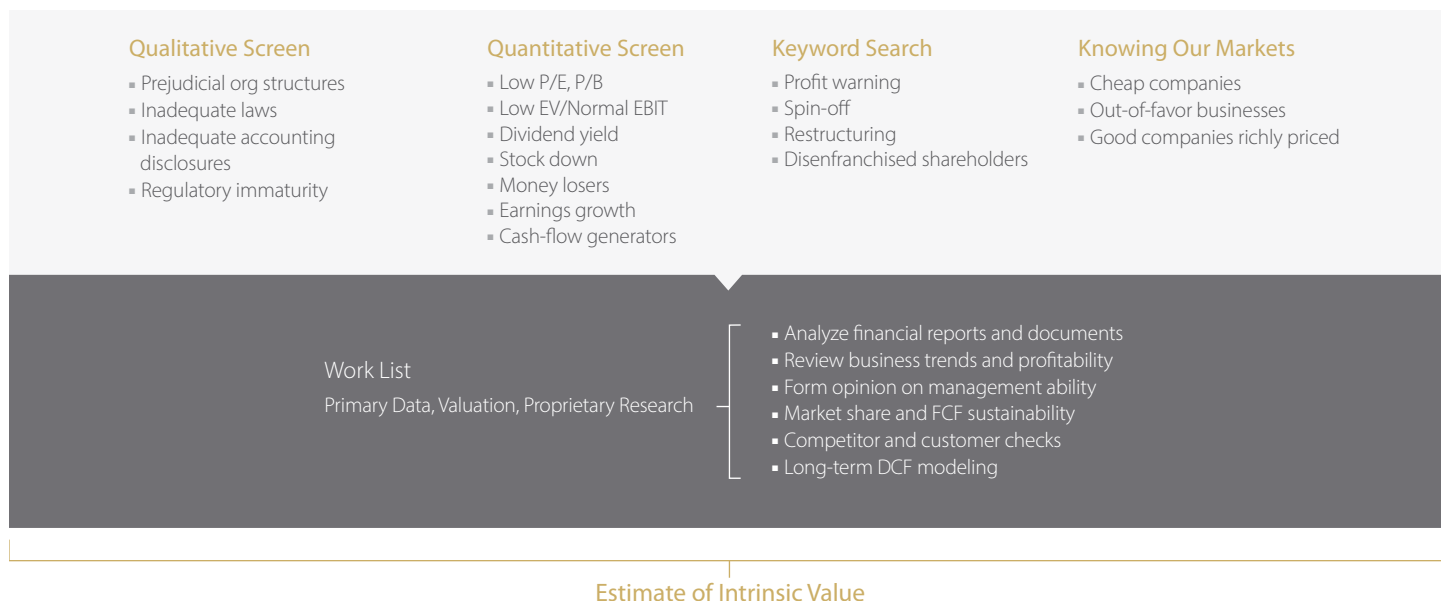 Qualitative Screen
▪ Prejudicial org structures
▪ Inadequate laws
▪ Inadequate accounting
disclosures
▪ Regulatory immaturity
Quantitative Screen
▪ Low P/E, P/B
▪ Low EV/Normal EBIT
▪ Dividend yield
▪ Stock down
▪ Money losers
▪ Earnings growth
▪ Cash-flow generators
Keyword Search
▪ Profit warning
▪ Spin-off
▪ Restructuring
▪ Disenfranchised shareholders
Knowing Our Markets
▪ Cheap companies
▪ Out-of-favor businesses
▪ Good companies richly priced
Work List
Primary Data, Valuation, Proprietary Research
▪ Analyze financial reports and documents
▪ Review business trends and profitability
▪ Form opinion on management ability
▪ Market share and FCF sustainability
▪ Competitor and customer checks
▪ Long-term DCF modeling
Estimate of Intrinsic Value